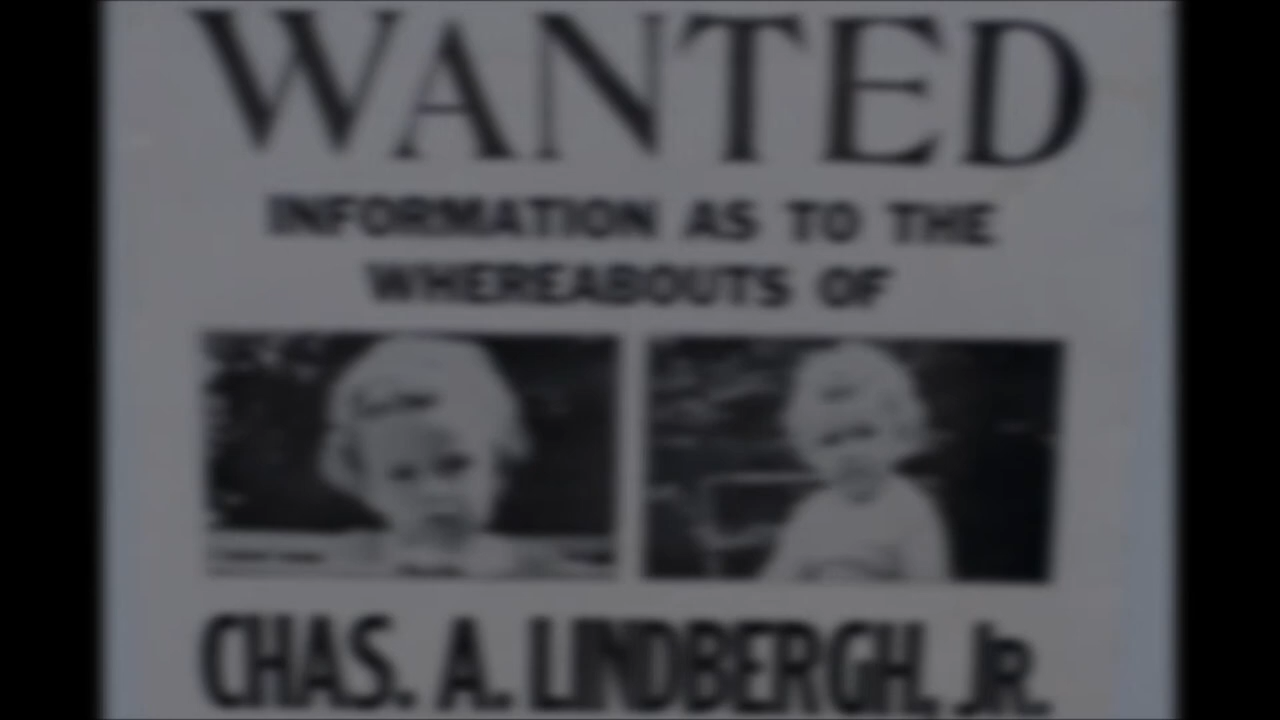 WANTED
INFORMATION AS TO THE
WHEREABOUTS OF
CHAS. A. LINDBERGH, JR.